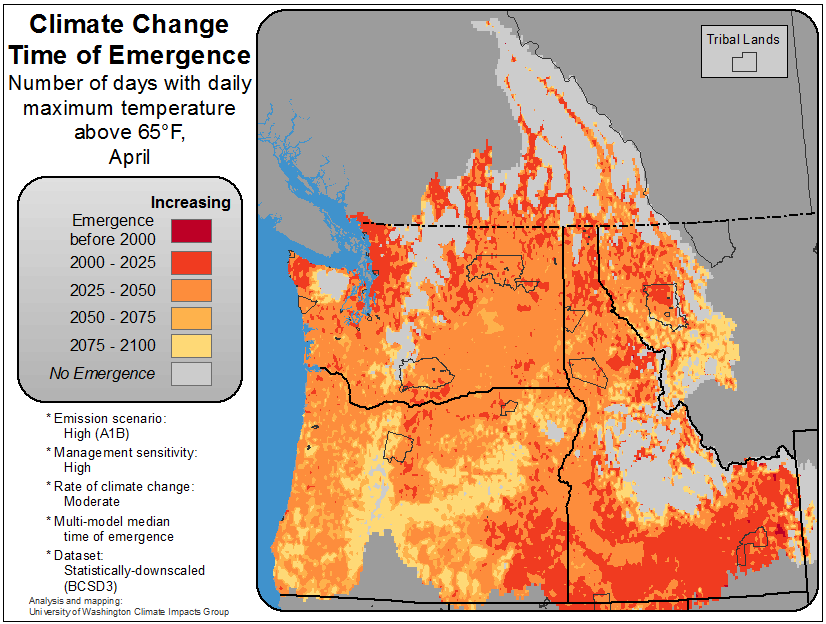 Climate Change
Time of Emergence
Number of days with daily
maximum temperature
above 65°F,
April
Tribal Lands
Increasing
Emergence
before 2000
2000 - 2025
2025 - 2050
2050 - 2075
2075 - 2100
No Emergence
* Emission scenario:
High (A1B)
* Management sensitivity:
High
* Rate of climate change:
Moderate
* Multi-model median
time of emergence
* Dataset:
Statistically-downscaled
(BCSD3)
Analysis and mapping:
University of Washington Climate Impacts Group